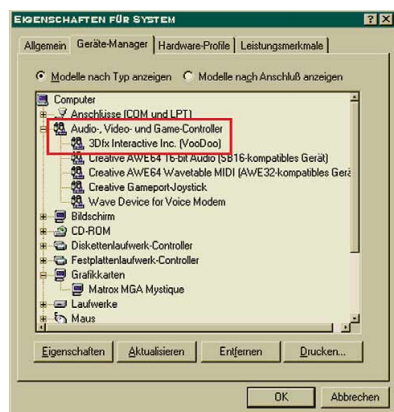 EIGENSCHAFTEN FÜR SYSTEM
Allgemein Geräte-Manager Hardware-Profile Leistungsmerkmale
Modelle nach Typ anzeigen Modelle nach Anschluß anzeigen
Computer
Anschlüsse (COM und LPT)
Audio-, Video- und Game-Controller
3Dfx Interactive Inc. (VooDoo)
Creative AWE64 16-bit Audio (SB16-kompatibles Gerät)
Creative AWE64 Wavetable MIDI (AWE32-kompatibles Gerä
Creative Gameport-Joystick
Wave Device for Voice Modem
Bildschirm
CD-ROM
Diskettenlaufwerk-Controller
Festplattenlaufwerk-Controller
Grafikkarten
Matrox MGA Mystique
Laufwerke
Maus
Eigenschaften Aktualisieren Entfernen Drucken...
OK Abbrechen